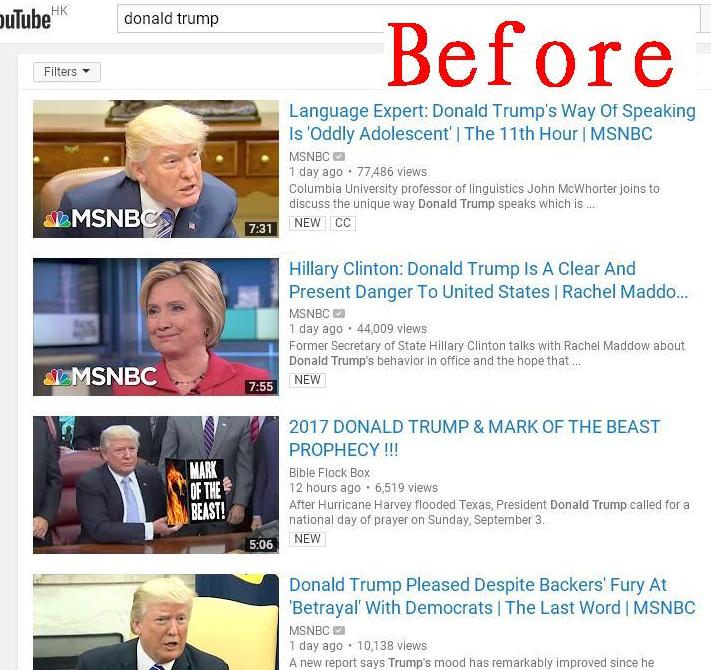 ouTube HK
donald trump
Before
Filters
Language Expert: Donald Trump's Way Of Speaking
Is 'Oddly Adolescent' | The 11th Hour | MSNBC
MSNBC
1 day ago • 77,486 views
Columbia University professor of linguistics John McWhorter joins to
discuss the unique way Donald Trump speaks which is ...
NEW CC
MSNBC
7:31
Hillary Clinton: Donald Trump Is A Clear And
Present Danger To United States | Rachel Maddo...
MSNBC
1 day ago • 44,009 views
Former Secretary of State Hillary Clinton talks with Rachel Maddow about
Donald Trump's behavior in office and the hope that ...
NEW
MSNBC
7:55
2017 DONALD TRUMP & MARK OF THE BEAST
PROPHECY !!!
Bible Flock Box
12 hours ago • 6,519 views
After Hurricane Harvey flooded Texas, President Donald Trump called for a
national day of prayer on Sunday, September 3.
NEW
MARK
OF THE
BEAST!
5:06
Donald Trump Pleased Despite Backers' Fury At
'Betrayal' With Democrats | The Last Word | MSNBC
MSNBC
1 day ago • 10,138 views
A new report says Trump's mood has remarkably improved since he